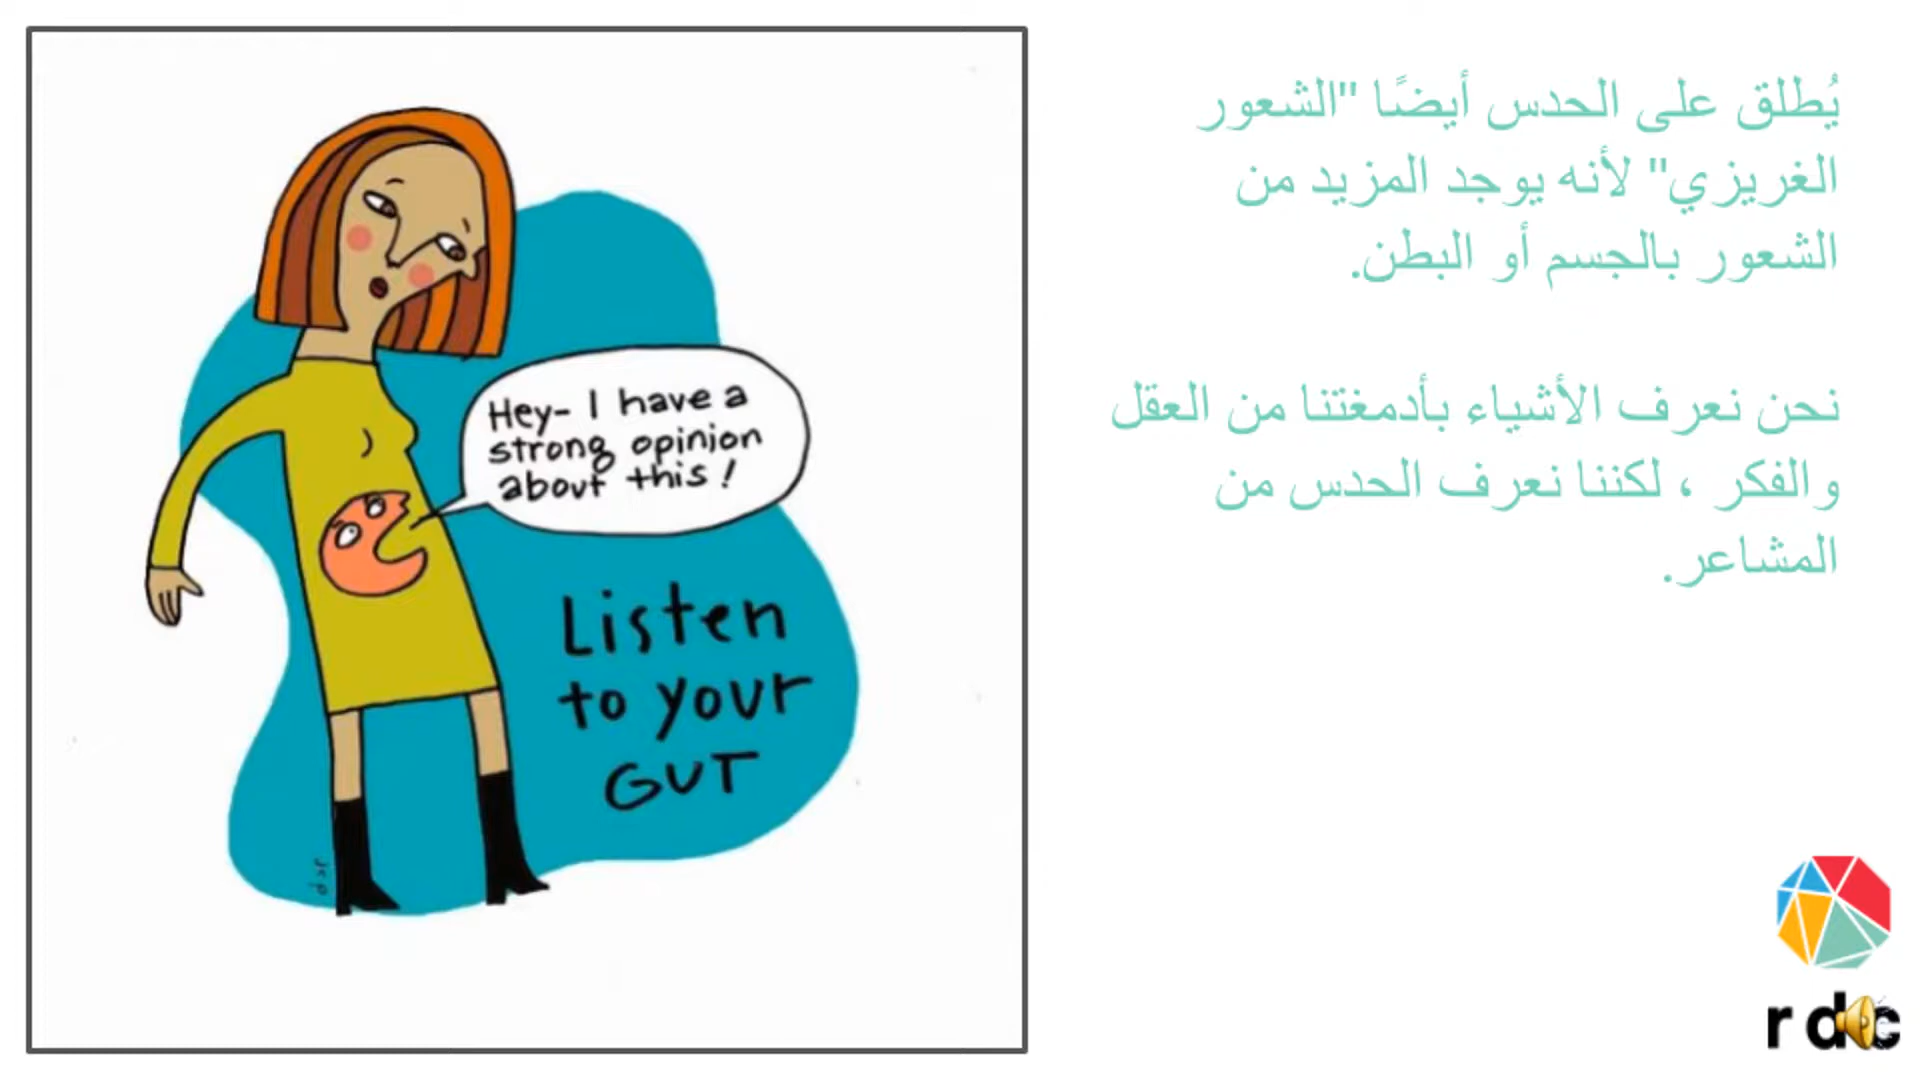 يُطلق على الحدس أيضًا "الشعور
الغريزي" لأنه يوجد المزيد من
الشعور بالجسم أو البطن.
نحن نعرف الأشياء بأدمغتنا من العقل
والفكر ، لكننا نعرف الحدس من
المشاعر.
Hey- I have a
strong opinion
about this!
Listen
to your
GUT